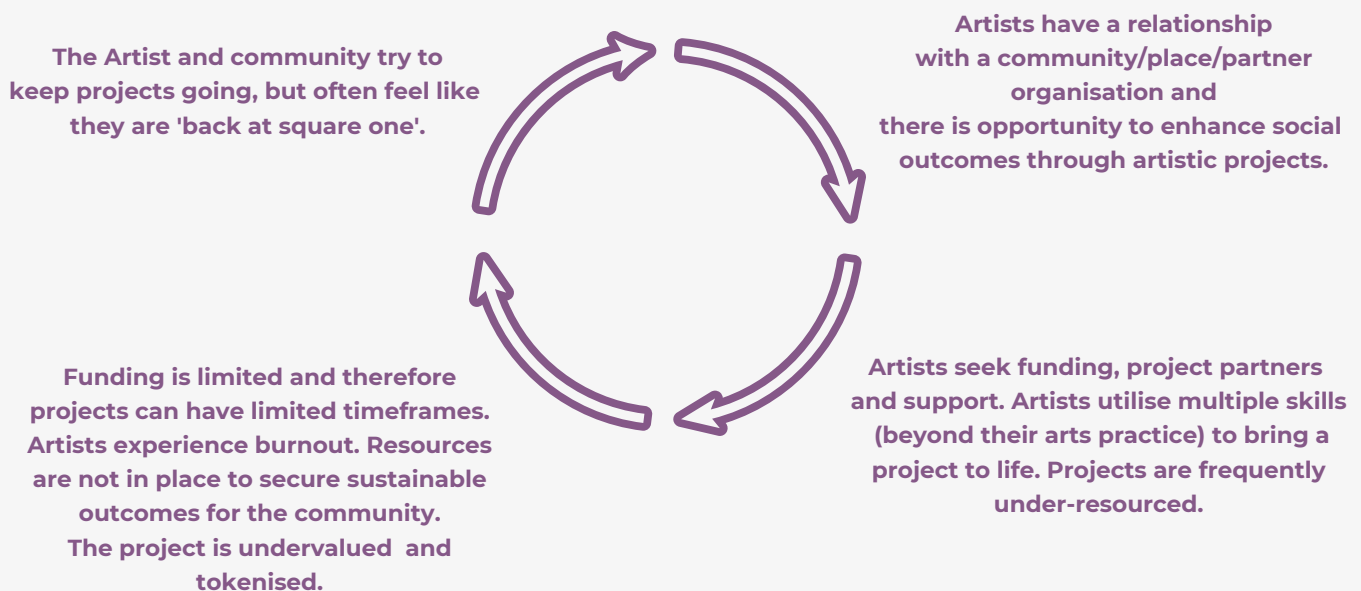 The Artist and community try to
keep projects going, but often feel like
they are 'back at square one'.
Artists have a relationship
with a community/place/partner
organisation and
there is opportunity to enhance social
outcomes through artistic projects.
Artists seek funding, project partners
and support. Artists utilise multiple skills
(beyond their arts practice) to bring a
project to life. Projects are frequently
under-resourced.
Funding is limited and therefore
projects can have limited timeframes.
Artists experience burnout. Resources
are not in place to secure sustainable
outcomes for the community.
The project is undervalued  and
tokenised.